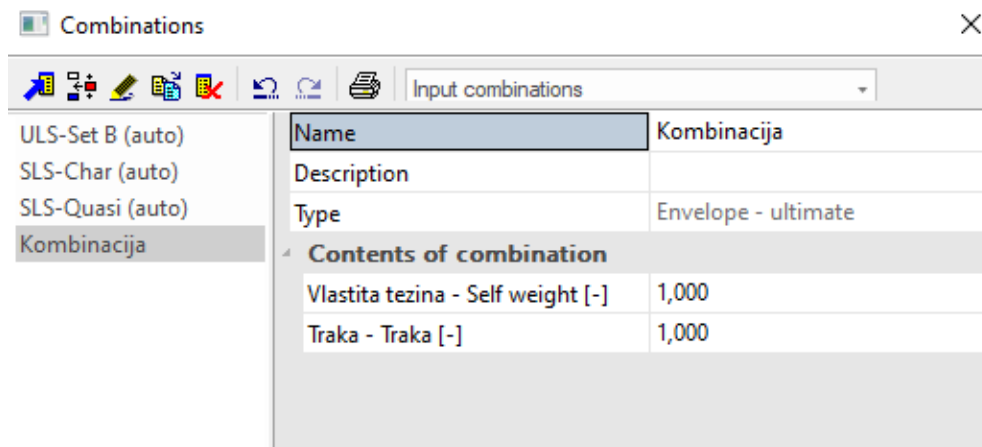 Combinations
Input combinations
ULS-Set B (auto)
SLS-Char (auto)
SLS-Quasi (auto)
Kombinacija
Name Kombinacija
Description
Type Envelope - ultimate
Contents of combination
Vlastita tezina - Self weight [-] 1,000
Traka - Traka [-] 1,000